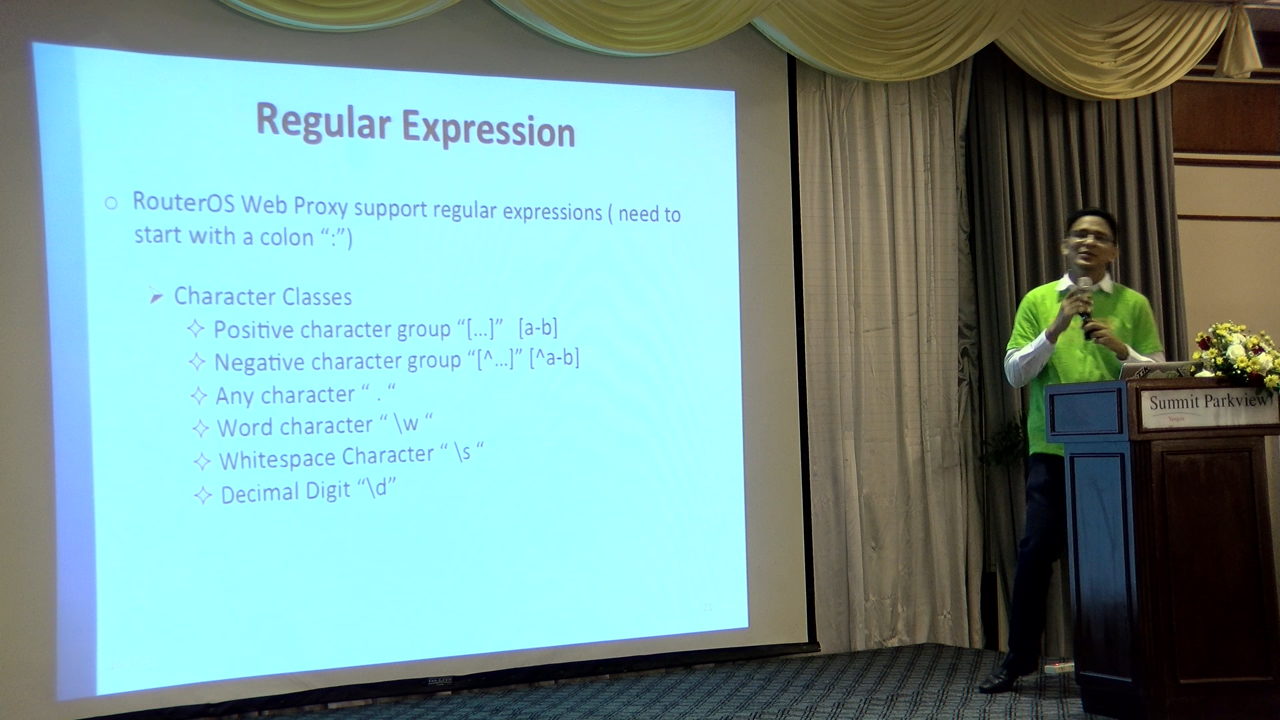 Regular Expression
RouterOS Web Proxy support regular expressions ( need to
start with a colon “:”)
Character Classes
Positive character group “[...]” [a-b]
Negative character group “[^...]” [^a-b]
Any character “ . “
Word character “ \w “
Whitespace Character “ \s “
Decimal Digit “\d”
Summit Parkview